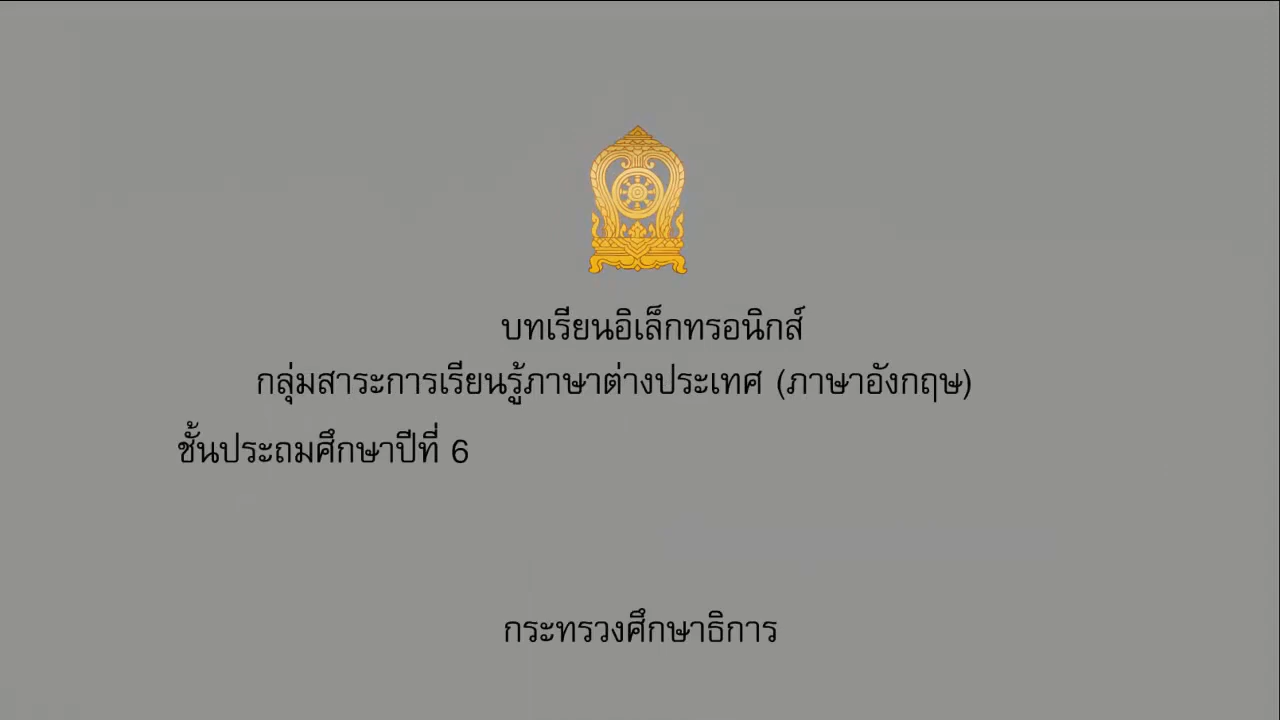 บทเรียนอิเล็กทรอนิกส์
กลุ่มสาระการเรียนรู้ภาษาต่างประเทศ (ภาษาอังกฤษ)
ชั้นประถมศึกษาปีที่ 6
กระทรวงศึกษาธิการ